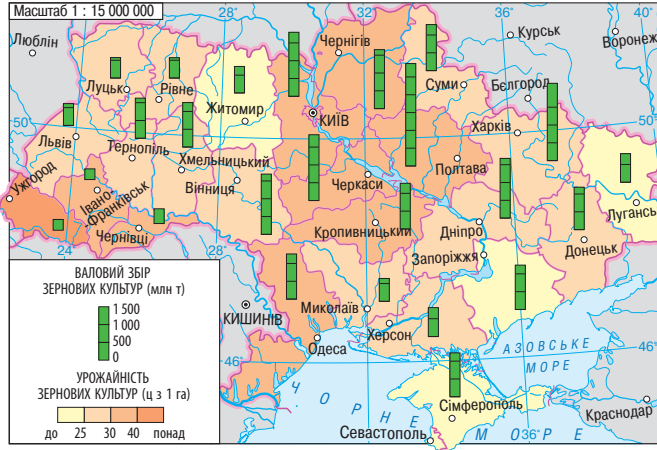 Масштаб 1 : 15 000 000
28°
32°
36°
40°
Люблін
Чернігів
Курськ
Воронеж
Луцьк
Рівне
Суми
Бєлгород
Житомир
КИЇВ
50°
50°
Харків
Львів
Тернопіль
Хмельницький
Полтава
Ужгород
Івано-
-Франківськ
Вінниця
Черкаси
Луганськ
Чернівці
Кропивницький
Дніпро
Донецьк
24°
28°
Запоріжжя
ВАЛОВИЙ ЗБІР
ЗЕРНОВИХ КУЛЬТУР (млн т)
1 500
1 000
500
0
КИШИНІВ
Миколаїв
Херсон
Одеса
АЗОВСЬКЕ
МОРЕ
46°
46°
УРОЖАЙНІСТЬ
ЗЕРНОВИХ КУЛЬТУР (ц з 1 га)
до 25 30 40 понад
Сімферополь
Краснодар
Севастополь
ЧОРНЕ МОРЕ
36°